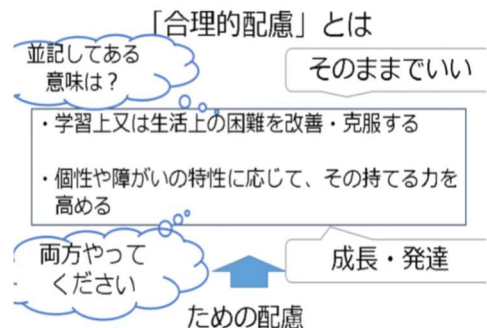 「合理的配慮」とは
並記してある
意味は？
そのままでいい
・学習上又は生活上の困難を改善・克服する
・個性や障がいの特性に応じて、その持てる力を
高める
両方やって
ください
成長・発達
ための配慮